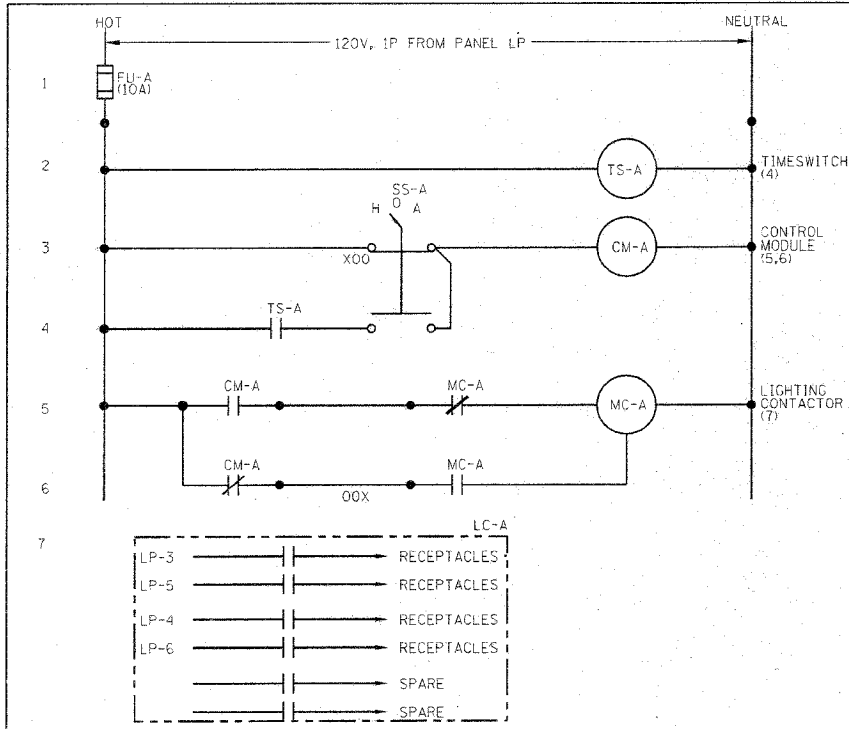 HOT
NEUTRAL
120V, 1P FROM PANEL LP
1
FU-A
(10A)
2
TS-A
TIMESWITCH
(4)
SS-A
H O A
3
X00
CM-A
CONTROL
MODULE
(5,6)
TS-A
4
CM-A
MC-A
5
MC-A
LIGHTING
CONTACTOR
(7)
CM-A
MC-A
6
00X
7
LC-A
LP-3 RECEPTACLES
LP-5 RECEPTACLES
LP-4 RECEPTACLES
LP-6 RECEPTACLES
SPARE
SPARE